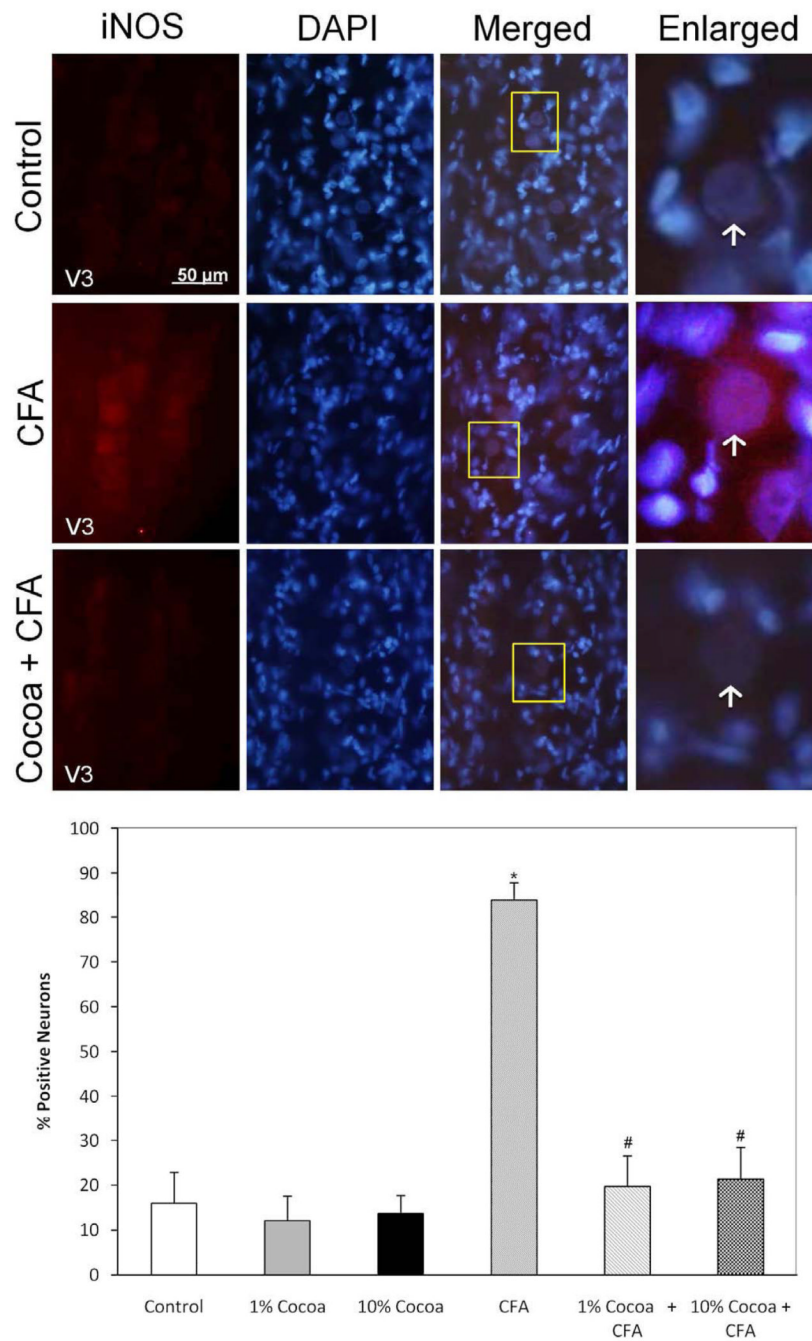 iNOS DAPI Merged Enlarged
Control
V3
50 µm
CFA
V3
Cocoa + CFA
V3
% Positive Neurons
100
90
80
70
60
50
40
30
20
10
0
*
#
#
Control 1% Cocoa 10% Cocoa CFA 1% Cocoa + 10% Cocoa +
CFA CFA